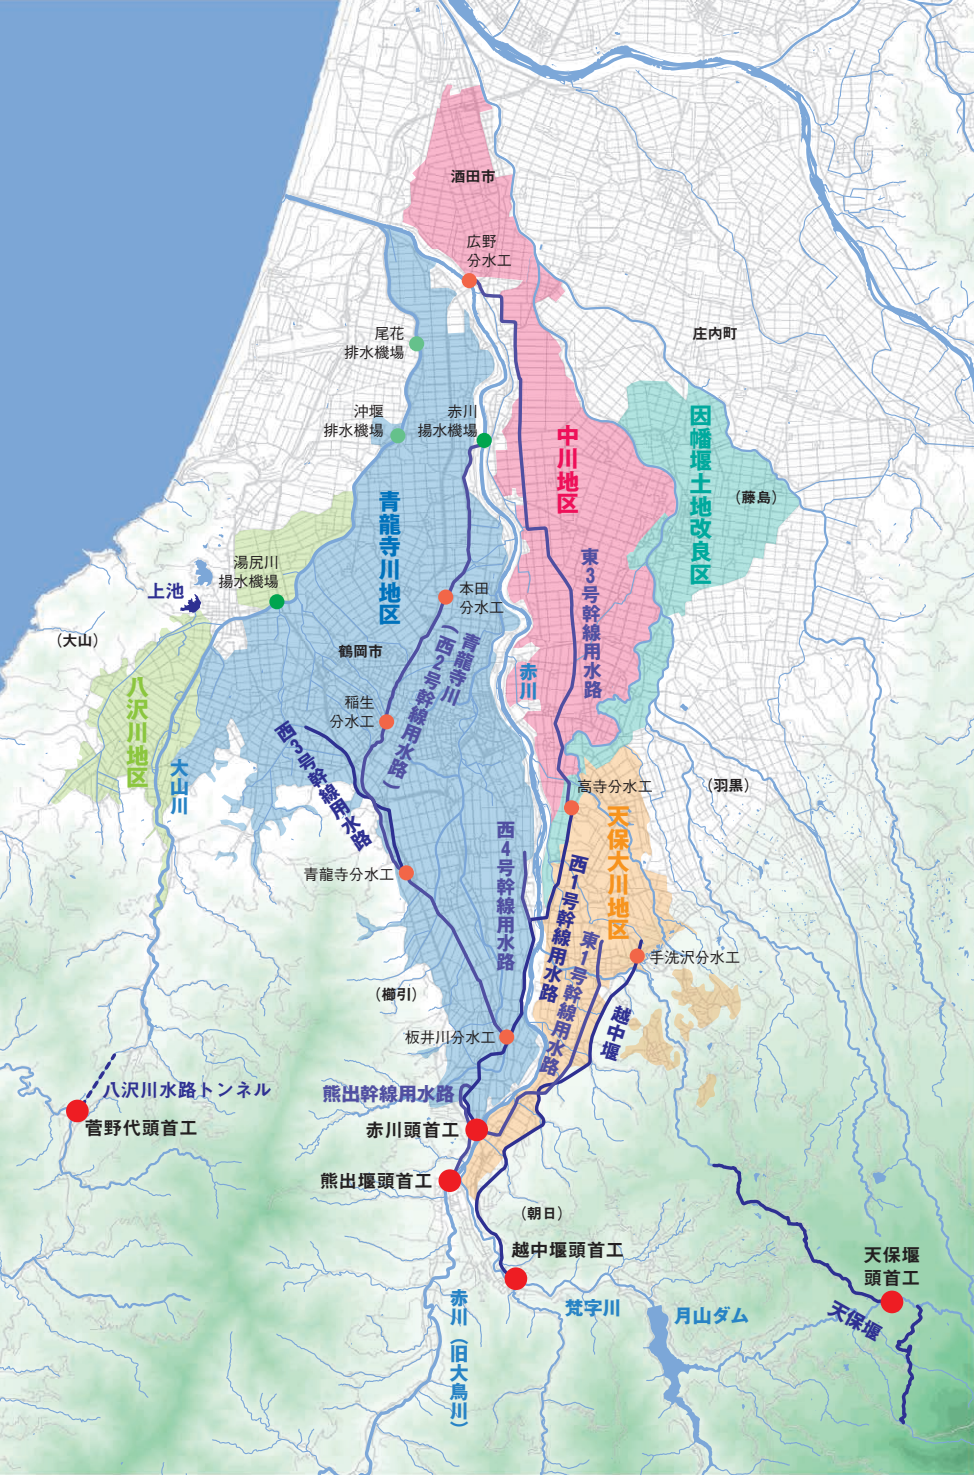 酒田市
広野
分水工
庄内町
尾花
排水機場
沖堰
排水機場
赤川
揚水機場
中川地区
因幡堰土地改良区
（藤島）
青龍寺川地区
湯尻川
揚水機場
上池
（大山）
本田
分水工
東3号幹線用水路
鶴岡市
青龍寺川
（西2号幹線用水路）
赤川
八沢川地区
稲生
分水工
西3号幹線用水路
大山川
高寺分水工
（羽黒）
天保大川地区
西4号幹線用水路
西1号幹線用水路
青龍寺分水工
東1号幹線用水路
手洗沢分水工
（櫛引）
越中堰
板井川分水工
八沢川水路トンネル
菅野代頭首工
熊出幹線用水路
赤川頭首工
熊出堰頭首工
（朝日）
越中堰頭首工
天保堰
頭首工
赤川（旧大鳥川）
梵字川
月山ダム
天保堰